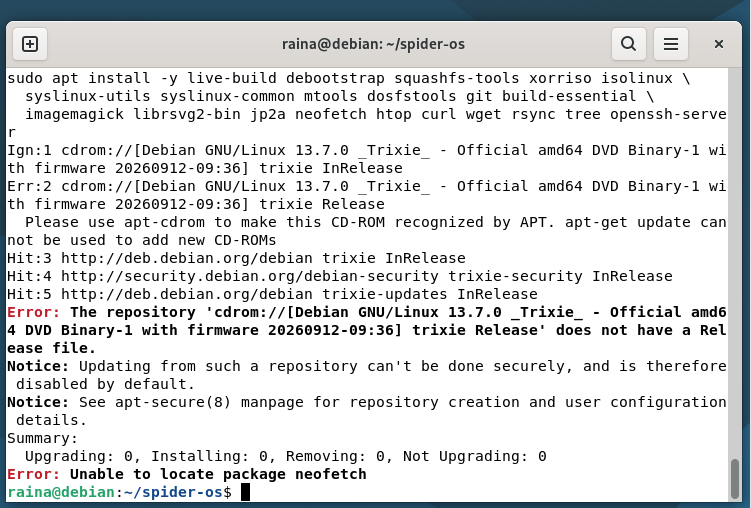 raina@debian: ~/spider-os
sudo apt install -y live-build debootstrap squashfs-tools xorriso isolinux \
  syslinux-utils syslinux-common mtools dosfstools git build-essential \
  imagemagick librsvg2-bin jp2a neofetch htop curl wget rsync tree openssh-serve
r
Ign:1 cdrom://[Debian GNU/Linux 13.7.0 _Trixie_ - Official amd64 DVD Binary-1 wi
th firmware 20260912-09:36] trixie InRelease
Err:2 cdrom://[Debian GNU/Linux 13.7.0 _Trixie_ - Official amd64 DVD Binary-1 wi
th firmware 20260912-09:36] trixie Release
  Please use apt-cdrom to make this CD-ROM recognized by APT. apt-get update can
not be used to add new CD-ROMs
Hit:3 http://deb.debian.org/debian trixie InRelease
Hit:4 http://security.debian.org/debian-security trixie-security InRelease
Hit:5 http://deb.debian.org/debian trixie-updates InRelease
Error: The repository 'cdrom://[Debian GNU/Linux 13.7.0 _Trixie_ - Official amd6
4 DVD Binary-1 with firmware 20260912-09:36] trixie Release' does not have a Rel
ease file.
Notice: Updating from such a repository can't be done securely, and is therefore
 disabled by default.
Notice: See apt-secure(8) manpage for repository creation and user configuration
 details.
Summary:
  Upgrading: 0, Installing: 0, Removing: 0, Not Upgrading: 0
Error: Unable to locate package neofetch
raina@debian:~/spider-os$